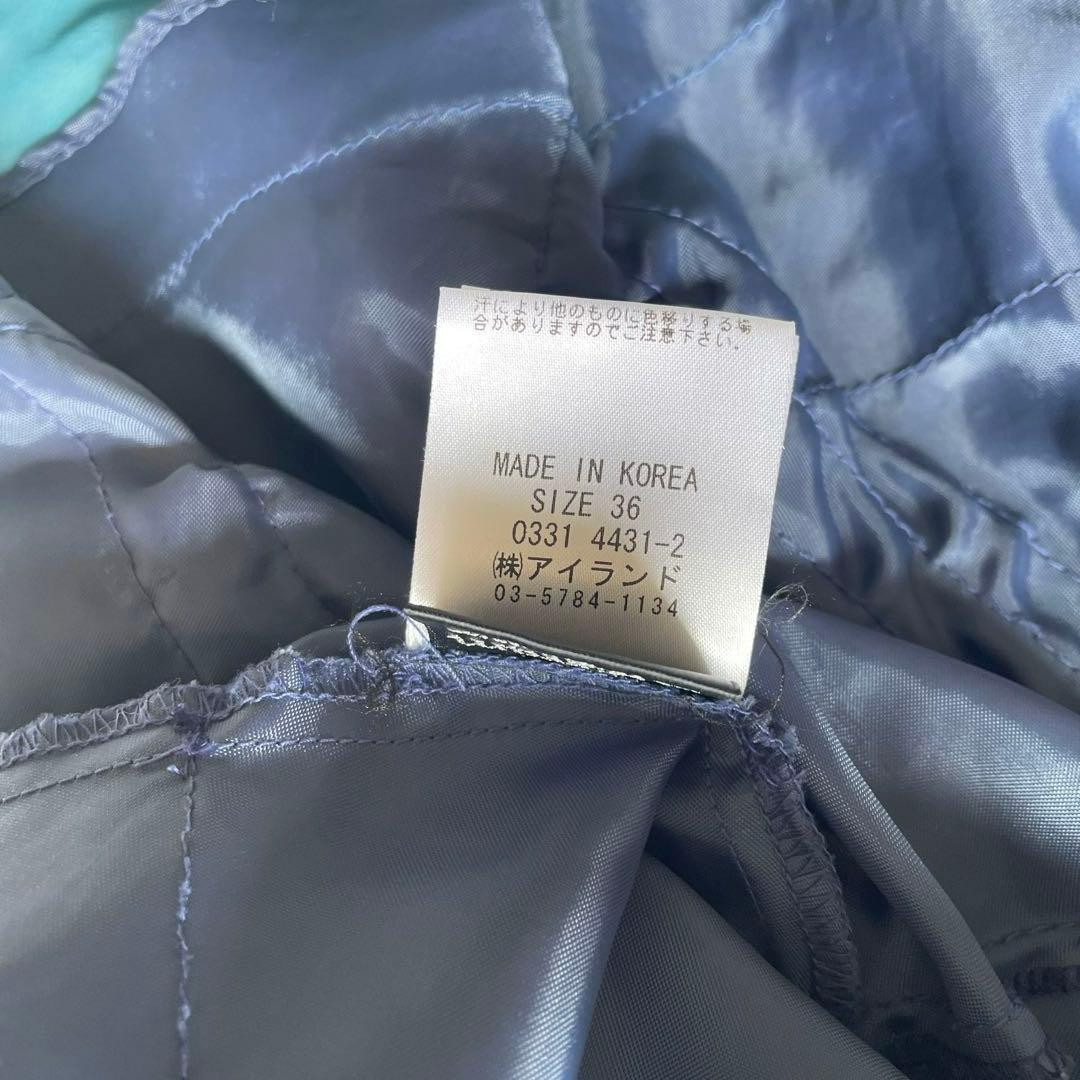 汗により他のものに色移りする場
合がありますのでご注意下さい。
MADE IN KOREA
SIZE 36
0331 4431-2
㈱アイランド
03-5784-1134